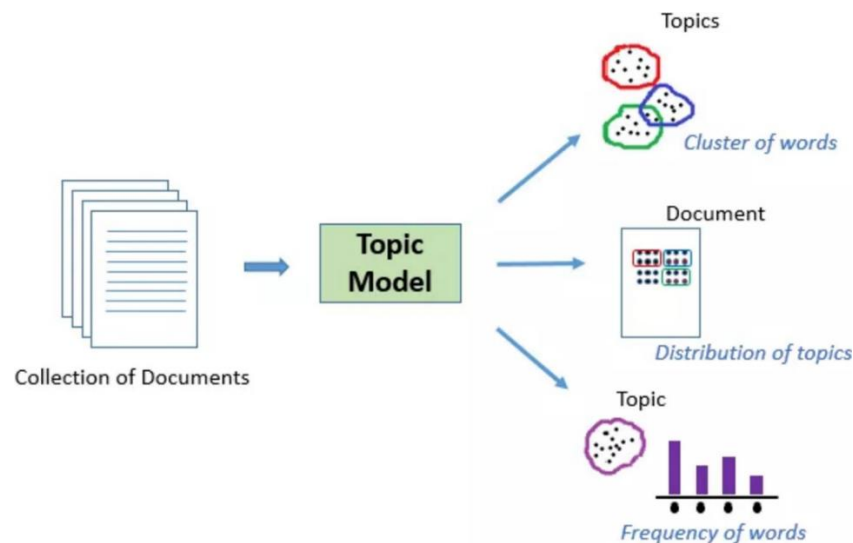 Topics
Cluster of words
Topic
Model
Document
Distribution of topics
Collection of Documents
Topic
Frequency of words